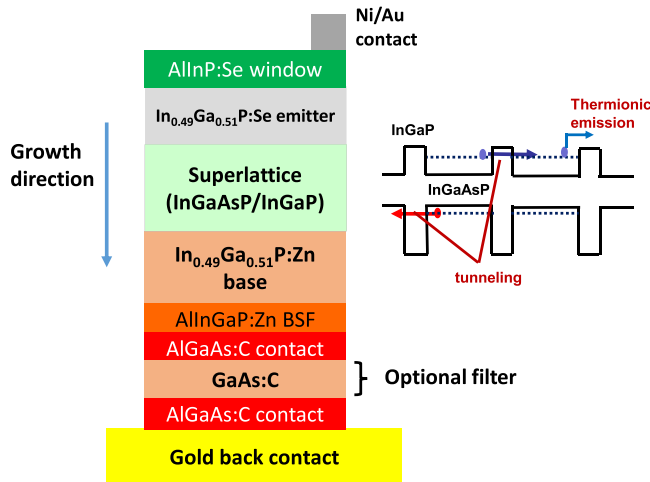 Ni/Au
contact
AlInP:Se window
In0.49Ga0.51P:Se emitter
Growth
direction
Superlattice
(InGaAsP/InGaP)
In0.49Ga0.51P:Zn
base
AlInGaP:Zn BSF
AlGaAs:C contact
GaAs:C
Optional filter
AlGaAs:C contact
Gold back contact
Thermionic
emission
InGaP
InGaAsP
tunneling